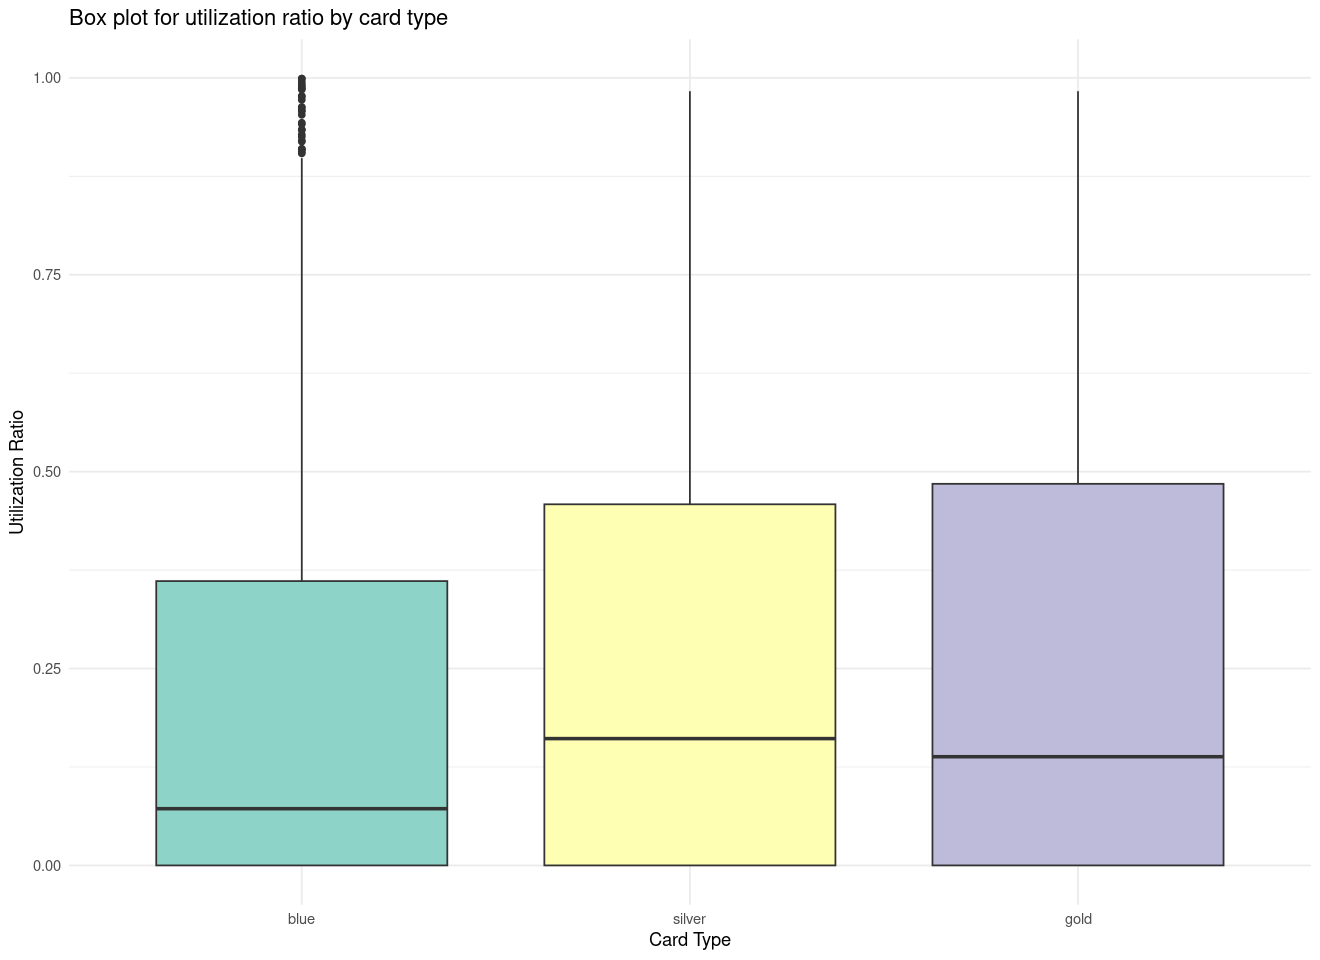 Box plot for utilization ratio by card type
1.00
0.75
0.50
0.25
0.00
Utilization Ratio
blue silver gold
Card Type